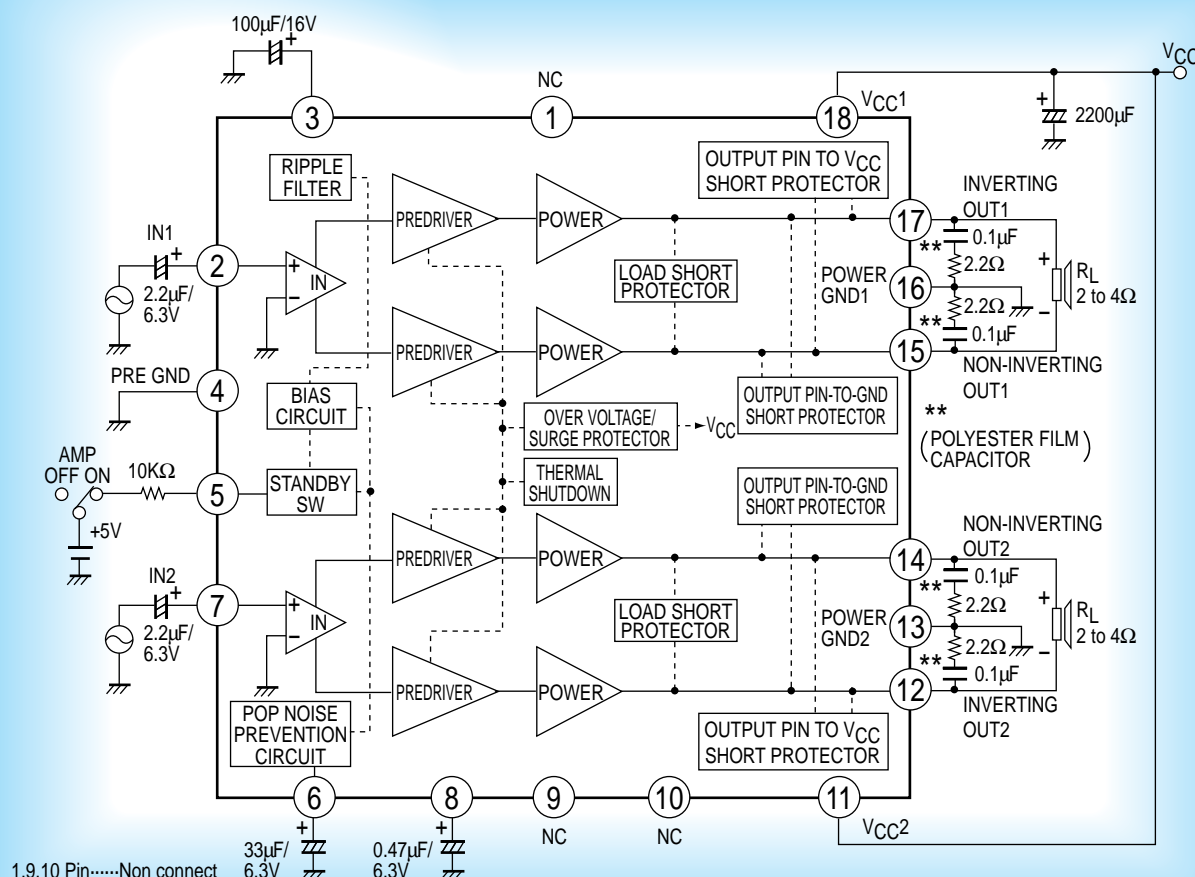 100µF/16V
+
VCC
NC
3
1
18
VCC1
+
2200µF
RIPPLE
FILTER
OUTPUT PIN TO VCC
SHORT PROTECTOR
INVERTING
OUT1
PREDRIVER
POWER
17
** 0.1µF
2.2Ω
IN1
+
2
+
IN
−
2.2µF/
6.3V
LOAD SHORT
PROTECTOR
POWER
GND1
16
+
RL
2 to 4Ω
−
2.2Ω
** 0.1µF
PREDRIVER
POWER
15
NON-INVERTING
OUT1
PRE GND
4
BIAS
CIRCUIT
OUTPUT PIN-TO-GND
SHORT PROTECTOR
OVER VOLTAGE/
SURGE PROTECTOR
VCC
**
(POLYESTER FILM
CAPACITOR)
AMP
OFF ON
10KΩ
5
STANDBY
SW
THERMAL
SHUTDOWN
OUTPUT PIN-TO-GND
SHORT PROTECTOR
+5V
NON-INVERTING
OUT2
PREDRIVER
POWER
14
** 0.1µF
2.2Ω
IN2
+
7
+
IN
−
2.2µF/
6.3V
LOAD SHORT
PROTECTOR
POWER
GND2
13
+
RL
2 to 4Ω
−
2.2Ω
** 0.1µF
PREDRIVER
POWER
12
INVERTING
OUT2
POP NOISE
PREVENTION
CIRCUIT
OUTPUT PIN TO VCC
SHORT PROTECTOR
6
8
9
10
11
+
+
NC
NC
VCC2
33µF/
6.3V
0.47µF/
6.3V
1.9.10 Pin······Non connect